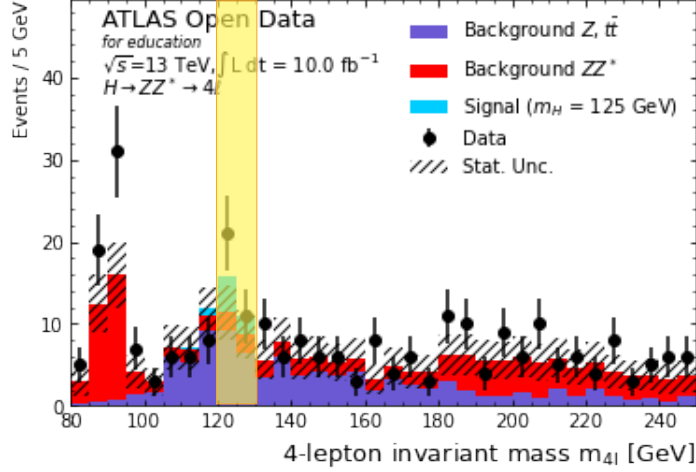 ATLAS Open Data
for education
√s=13 TeV,∫L dt = 10.0 fb⁻¹
H→ZZ*→4ℓ
Background Z, tt̄
Background ZZ*
Signal (m_H = 125 GeV)
Data
Stat. Unc.
Events / 5 GeV
40
30
20
10
0
80 100 120 140 160 180 200 220 240
4-lepton invariant mass m₄ₗ [GeV]